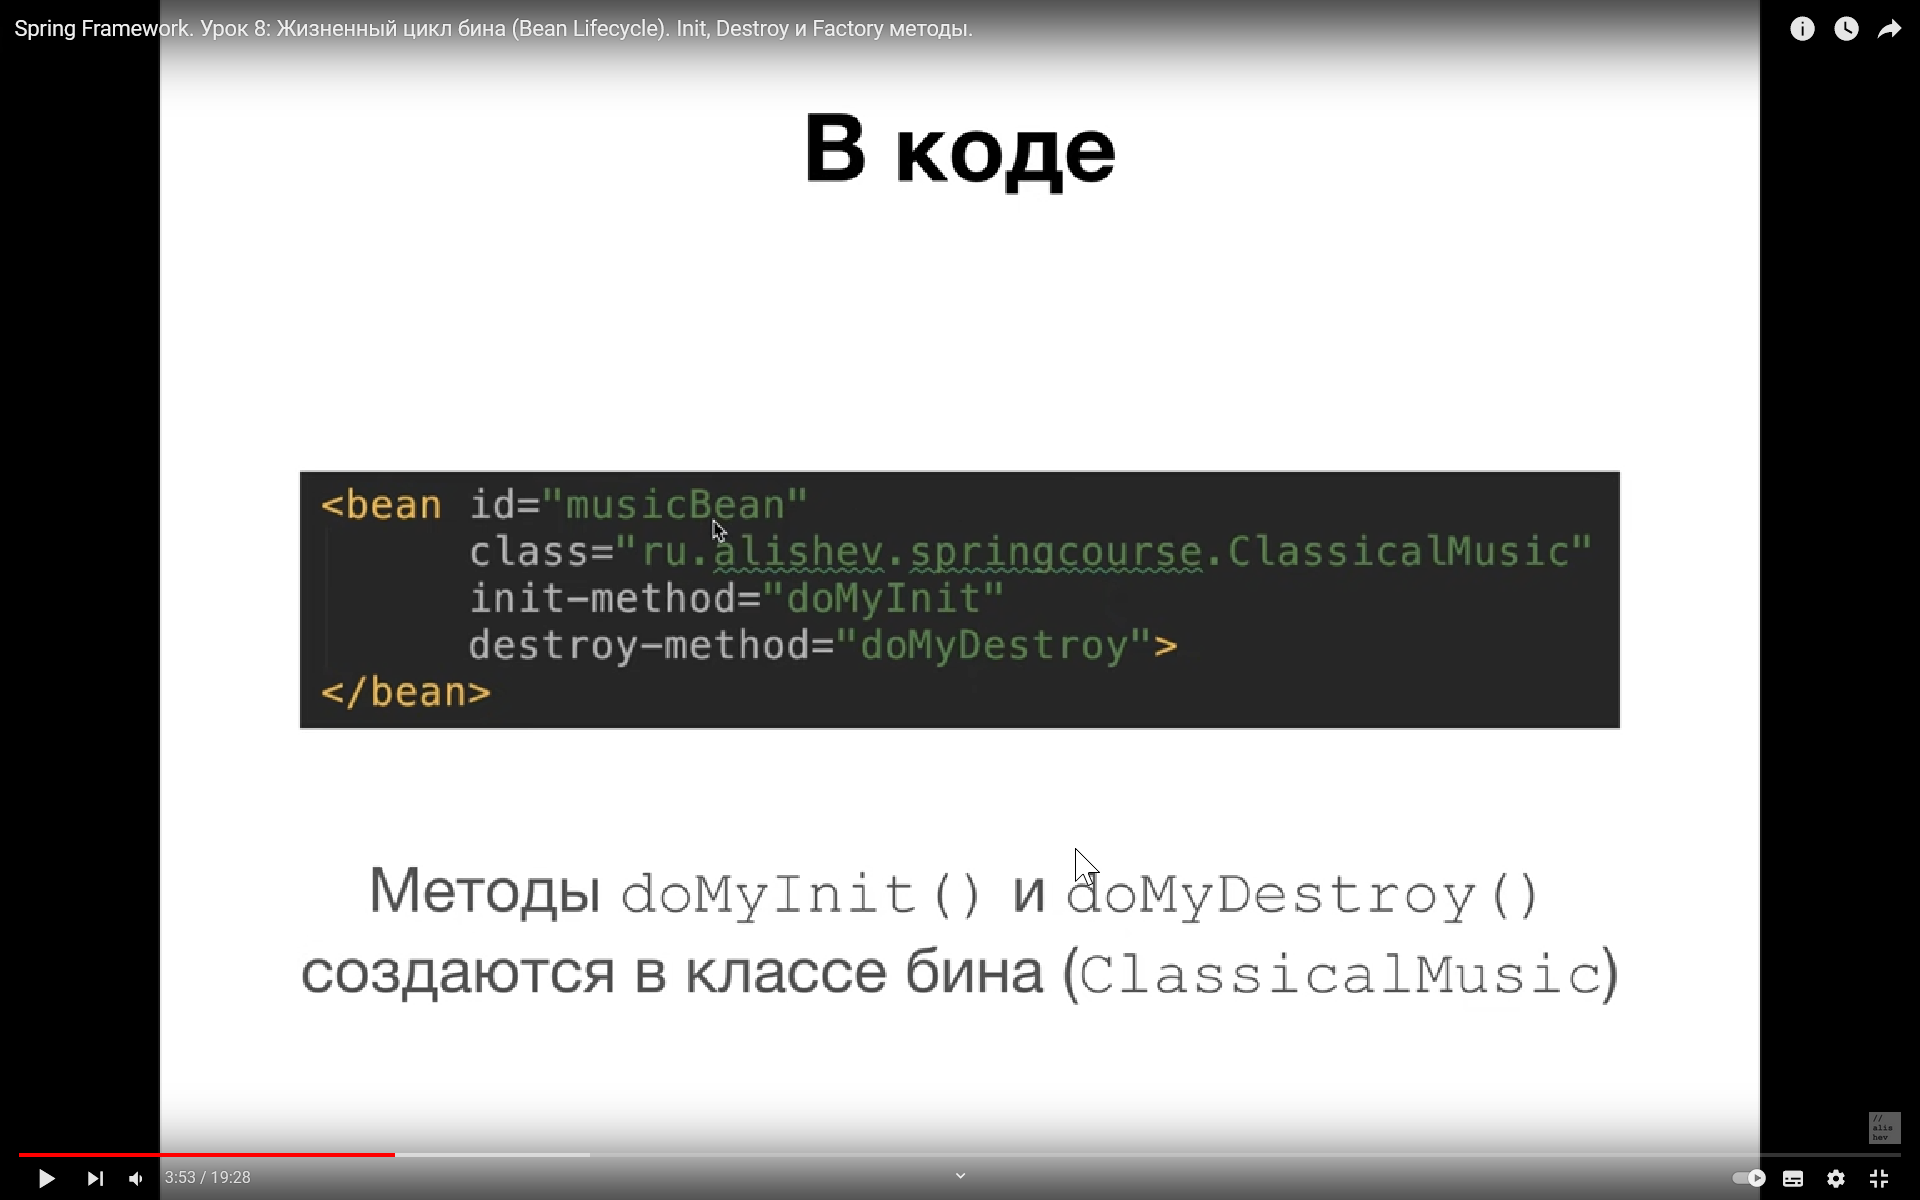 Spring Framework. Урок 8: Жизненный цикл бина (Bean Lifecycle). Init, Destroy и Factory методы.
В коде
<bean id="musicBean"
class="ru.alishev.springcourse.ClassicalMusic"
init-method="doMyInit"
destroy-method="doMyDestroy">
</bean>
Методы doMyInit() и doMyDestroy()
создаются в классе бина (ClassicalMusic)
//
alis
hev
3:53 / 19:28